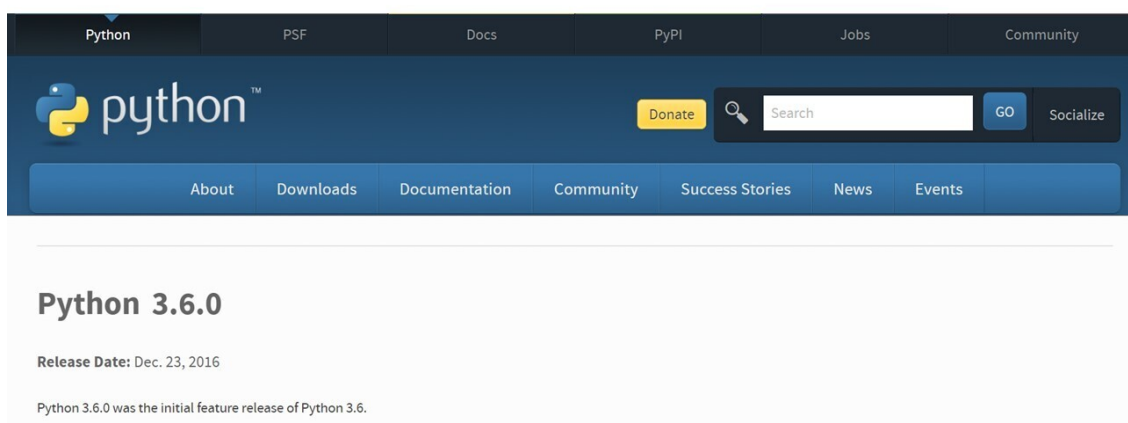 Python PSF Docs PyPI Jobs Community
python™
Donate Search GO Socialize
About Downloads Documentation Community Success Stories News Events
Python 3.6.0
Release Date: Dec. 23, 2016
Python 3.6.0 was the initial feature release of Python 3.6.